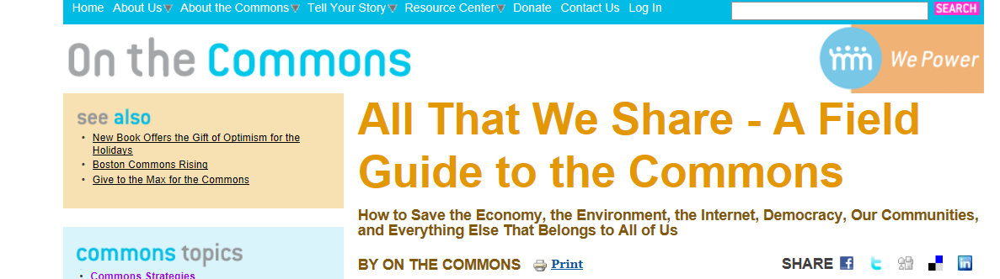 Home About Us About the Commons Tell Your Story Resource Center Donate Contact Us Log In SEARCH
On the Commons
We Power
see also
New Book Offers the Gift of Optimism for the
Holidays
Boston Commons Rising
Give to the Max for the Commons
commons topics
Commons Strategies
All That We Share - A Field
Guide to the Commons
How to Save the Economy, the Environment, the Internet, Democracy, Our Communities,
and Everything Else That Belongs to All of Us
BY ON THE COMMONS Print SHARE